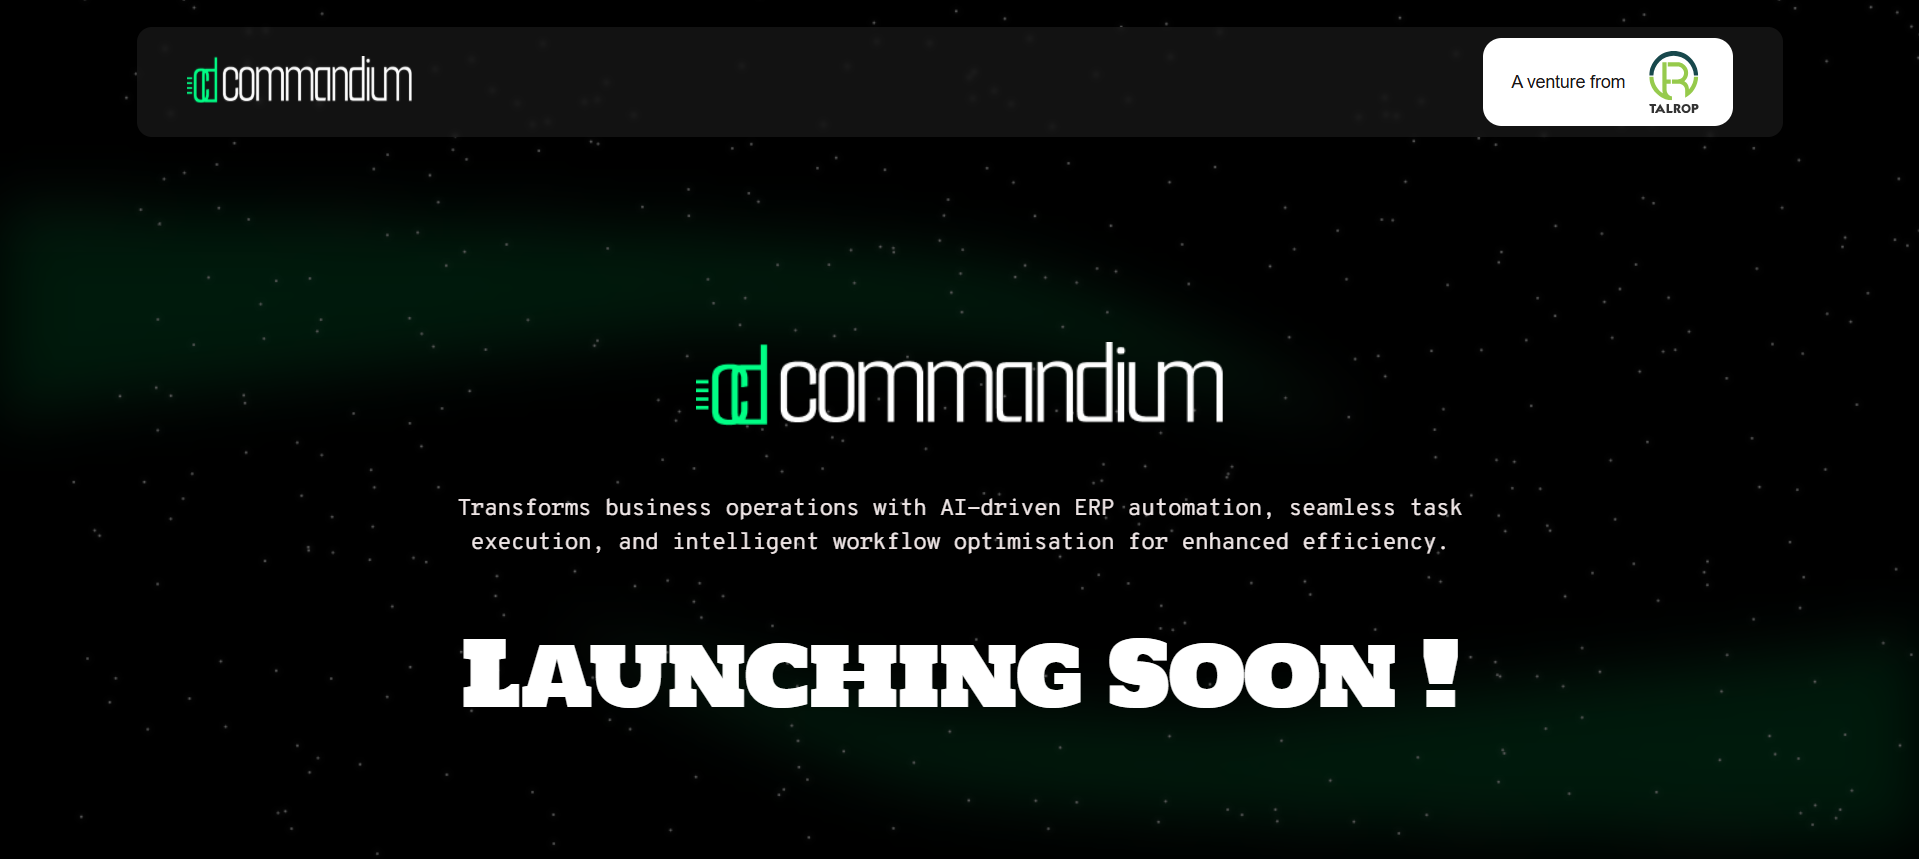 commandium
A venture from
TALROP
commandium
Transforms business operations with AI-driven ERP automation, seamless task
execution, and intelligent workflow optimisation for enhanced efficiency.
Launching Soon !